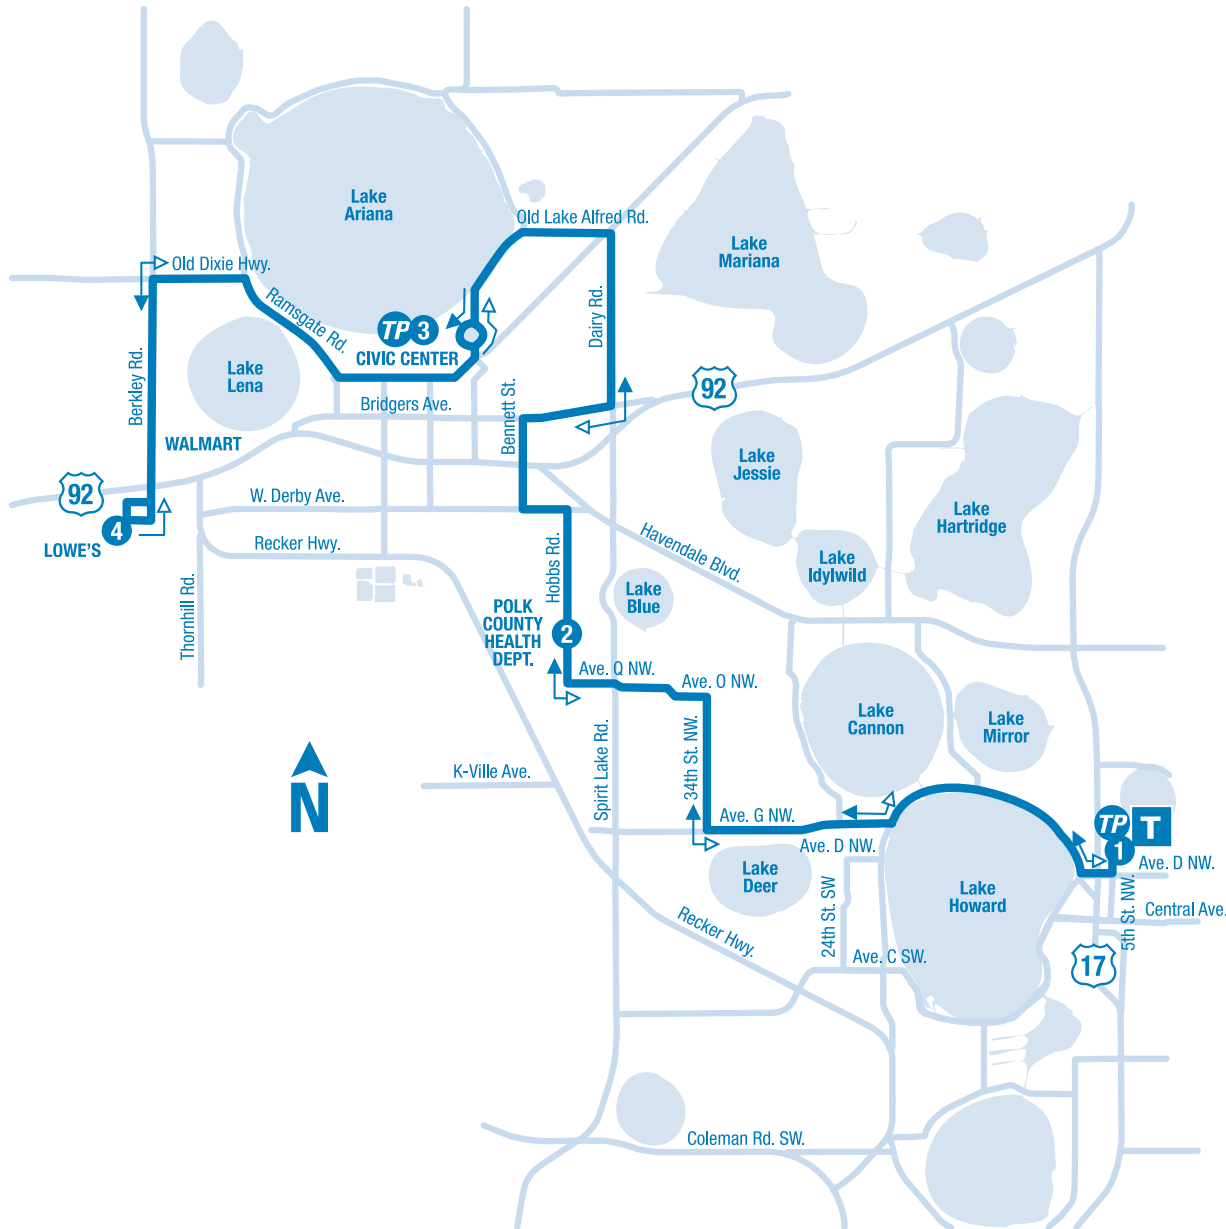 Lake
Ariana
Old Lake Alfred Rd.
Lake
Mariana
Old Dixie Hwy.
Ramsgate Rd.
TP 3
CIVIC CENTER
Dairy Rd.
Berkley Rd.
Lake
Lena
Bridgers Ave.
Bennett St.
92
WALMART
92
W. Derby Ave.
4
LOWE'S
Recker Hwy.
Lake
Jessie
Lake
Hartridge
Havendale Blvd.
Lake
Idylwild
Hobbs Rd.
Lake
Blue
Thornhill Rd.
POLK
COUNTY
HEALTH
DEPT.
2
Ave. Q NW.
Ave. O NW.
Lake
Cannon
Lake
Mirror
Spirit Lake Rd.
34th St. NW.
K-Ville Ave.
N
Ave. G NW.
Ave. D NW.
TP
T
1
Ave. D NW.
Lake
Deer
24th St. SW
Lake
Howard
5th St. NW.
Central Ave.
Recker Hwy.
Ave. C SW.
17
Coleman Rd. SW.